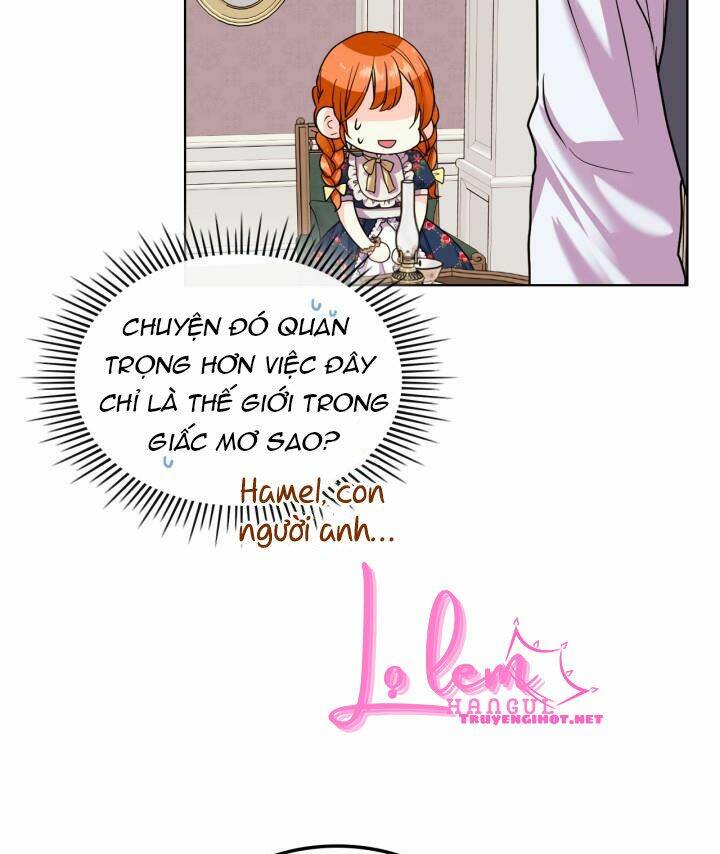 CHUYỆN ĐÓ QUAN
TRỌNG HƠN VIỆC ĐÂY
CHỈ LÀ THẾ GIỚI TRONG
GIẤC MƠ SAO?
Hamel, con
người anh...
Lọ lem
HANGUL
TRUYENGIHOT.NET